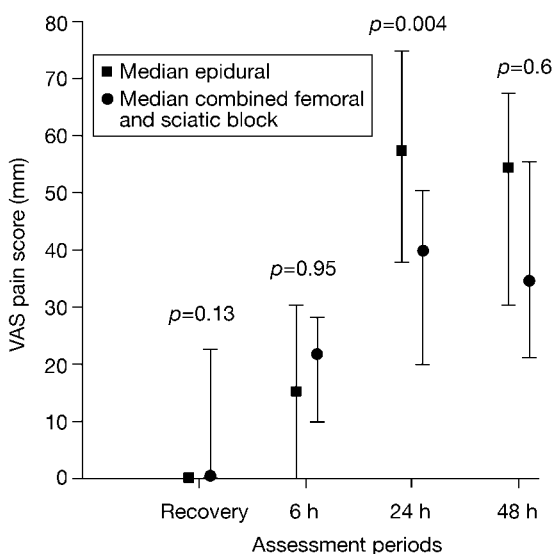 80
70
60
50
40
30
20
10
0
VAS pain score (mm)
Median epidural
Median combined femoral
and sciatic block
p=0.13
p=0.95
p=0.004
p=0.6
Recovery
6 h
24 h
48 h
Assessment periods